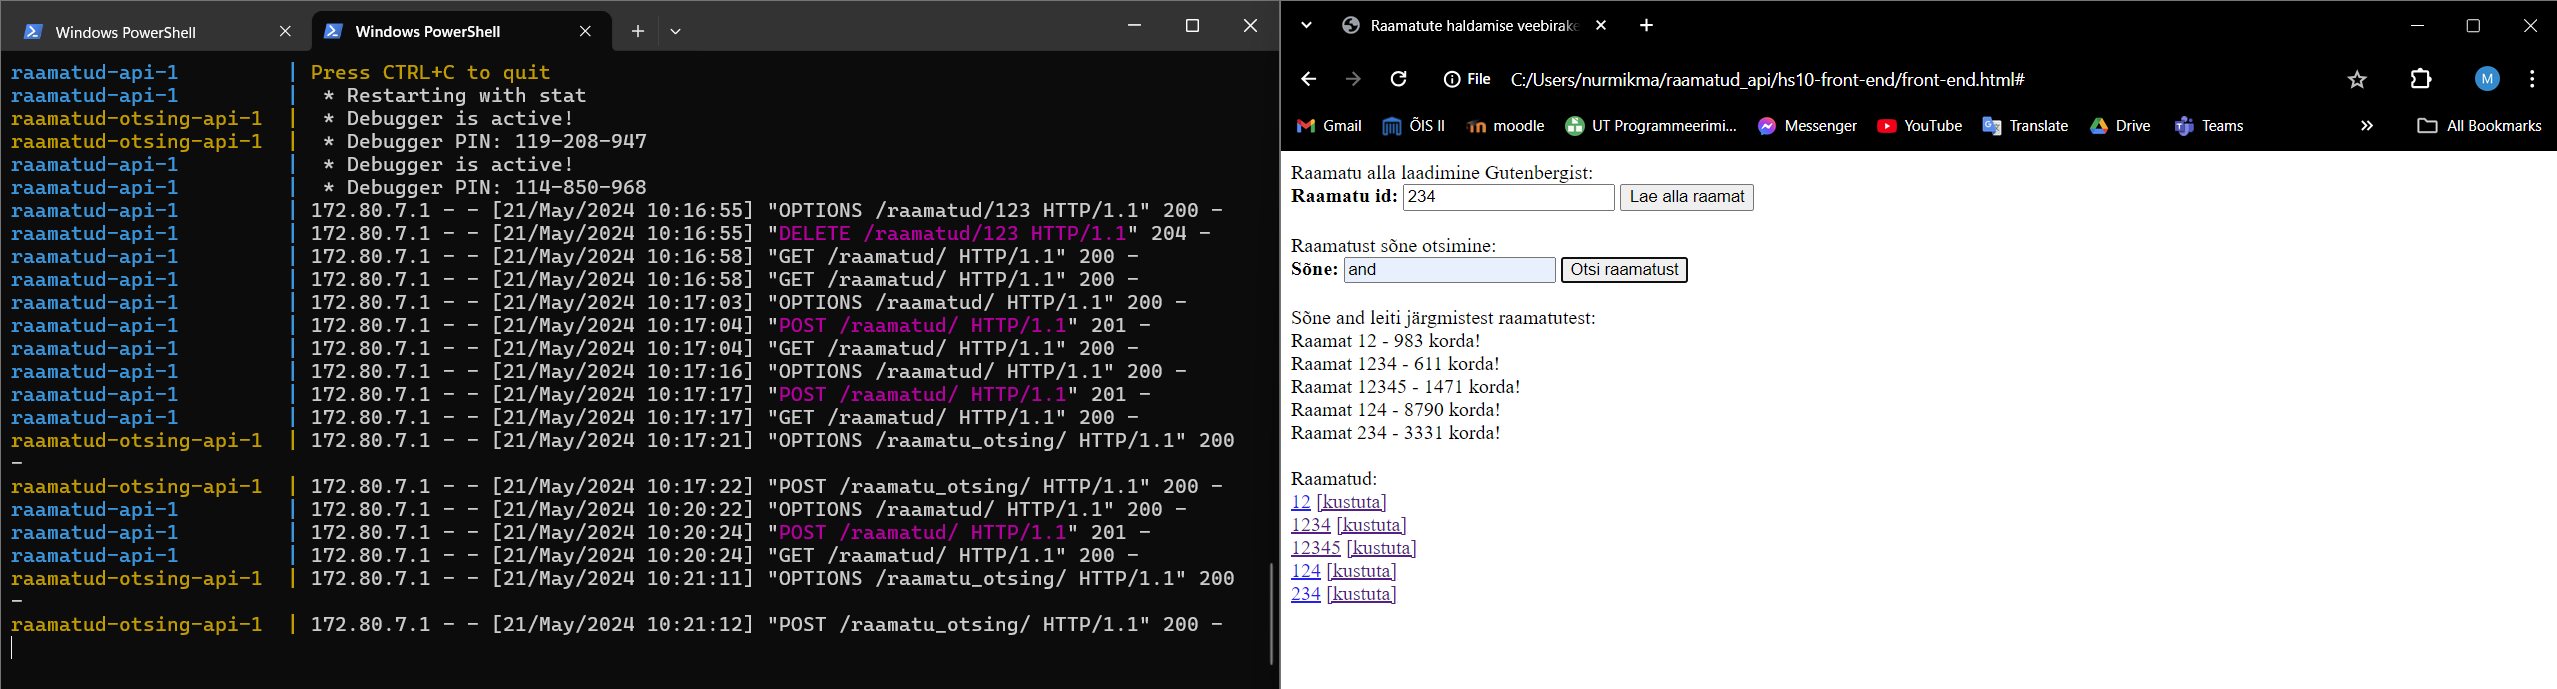 Windows PowerShell
Windows PowerShell
raamatud-api-1 | Press CTRL+C to quit
raamatud-api-1 | * Restarting with stat
raamatud-otsing-api-1 | * Debugger is active!
raamatud-otsing-api-1 | * Debugger PIN: 119-208-947
raamatud-api-1 | * Debugger is active!
raamatud-api-1 | * Debugger PIN: 114-850-968
raamatud-api-1 | 172.80.7.1 - - [21/May/2024 10:16:55] "OPTIONS /raamatud/123 HTTP/1.1" 200 -
raamatud-api-1 | 172.80.7.1 - - [21/May/2024 10:16:55] "DELETE /raamatud/123 HTTP/1.1" 204 -
raamatud-api-1 | 172.80.7.1 - - [21/May/2024 10:16:58] "GET /raamatud/ HTTP/1.1" 200 -
raamatud-api-1 | 172.80.7.1 - - [21/May/2024 10:16:58] "GET /raamatud/ HTTP/1.1" 200 -
raamatud-api-1 | 172.80.7.1 - - [21/May/2024 10:17:03] "OPTIONS /raamatud/ HTTP/1.1" 200 -
raamatud-api-1 | 172.80.7.1 - - [21/May/2024 10:17:04] "POST /raamatud/ HTTP/1.1" 201 -
raamatud-api-1 | 172.80.7.1 - - [21/May/2024 10:17:04] "GET /raamatud/ HTTP/1.1" 200 -
raamatud-api-1 | 172.80.7.1 - - [21/May/2024 10:17:16] "OPTIONS /raamatud/ HTTP/1.1" 200 -
raamatud-api-1 | 172.80.7.1 - - [21/May/2024 10:17:17] "POST /raamatud/ HTTP/1.1" 201 -
raamatud-api-1 | 172.80.7.1 - - [21/May/2024 10:17:17] "GET /raamatud/ HTTP/1.1" 200 -
raamatud-otsing-api-1 | 172.80.7.1 - - [21/May/2024 10:17:21] "OPTIONS /raamatu_otsing/ HTTP/1.1" 200
-
raamatud-otsing-api-1 | 172.80.7.1 - - [21/May/2024 10:17:22] "POST /raamatu_otsing/ HTTP/1.1" 200 -
raamatud-api-1 | 172.80.7.1 - - [21/May/2024 10:20:22] "OPTIONS /raamatud/ HTTP/1.1" 200 -
raamatud-api-1 | 172.80.7.1 - - [21/May/2024 10:20:24] "POST /raamatud/ HTTP/1.1" 201 -
raamatud-api-1 | 172.80.7.1 - - [21/May/2024 10:20:24] "GET /raamatud/ HTTP/1.1" 200 -
raamatud-otsing-api-1 | 172.80.7.1 - - [21/May/2024 10:21:11] "OPTIONS /raamatu_otsing/ HTTP/1.1" 200
-
raamatud-otsing-api-1 | 172.80.7.1 - - [21/May/2024 10:21:12] "POST /raamatu_otsing/ HTTP/1.1" 200 -
Raamatute haldamise veebirake
File C:/Users/nurmikma/raamatud_api/hs10-front-end/front-end.html# M
Gmail ÕIS II moodle UT Programmeerimi... Messenger YouTube Translate Drive Teams » All Bookmarks
Raamatu alla laadimine Gutenbergist:
Raamatu id: 234 Lae alla raamat
Raamatust sõne otsimine:
Sõne: and Otsi raamatust
Sõne and leiti järgmistest raamatutest:
Raamat 12 - 983 korda!
Raamat 1234 - 611 korda!
Raamat 12345 - 1471 korda!
Raamat 124 - 8790 korda!
Raamat 234 - 3331 korda!
Raamatud:
12 [kustuta]
1234 [kustuta]
12345 [kustuta]
124 [kustuta]
234 [kustuta]